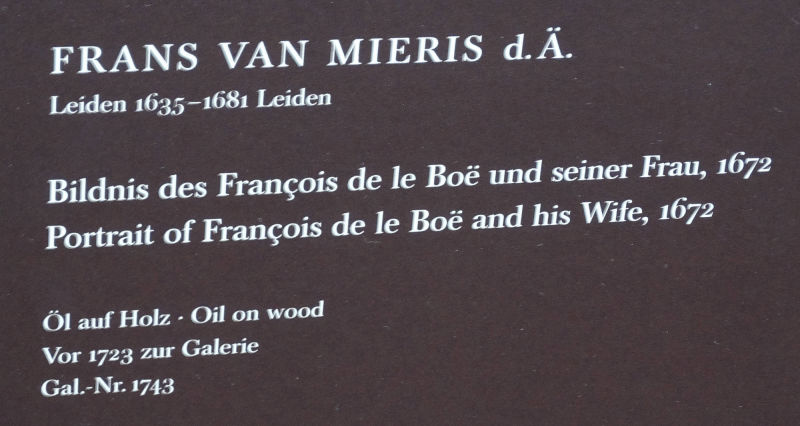 FRANS VAN MIERIS d.Ä.
Leiden 1635–1681 Leiden
Bildnis des François de le Boë und seiner Frau, 1672
Portrait of François de le Boë and his Wife, 1672
Öl auf Holz · Oil on wood
Vor 1723 zur Galerie
Gal.-Nr. 1743